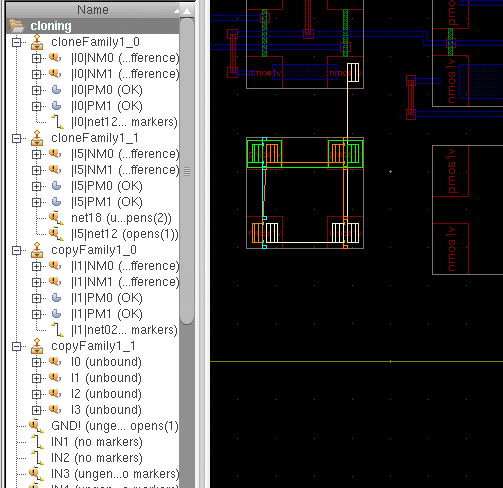 Name
cloning
cloneFamily1_0
|I0|NM0 (...fference)
|I0|NM1 (...fference)
|I0|PM0 (OK)
|I0|PM1 (OK)
|I0|net12... markers)
cloneFamily1_1
|I5|NM0 (...fference)
|I5|NM1 (...fference)
|I5|PM0 (OK)
|I5|PM1 (OK)
net18 (u...pens(2))
|I5|net12 (opens(1))
copyFamily1_0
|I1|NM0 (...fference)
|I1|NM1 (...fference)
|I1|PM0 (OK)
|I1|PM1 (OK)
|I1|net02... markers)
copyFamily1_1
I0 (unbound)
I1 (unbound)
I2 (unbound)
I3 (unbound)
GND! (unge... opens(1)
IN1 (no markers)
IN2 (no markers)
IN3 (ungen...o markers)
nmos1v
nmos1v
pmos1v
pmos1v